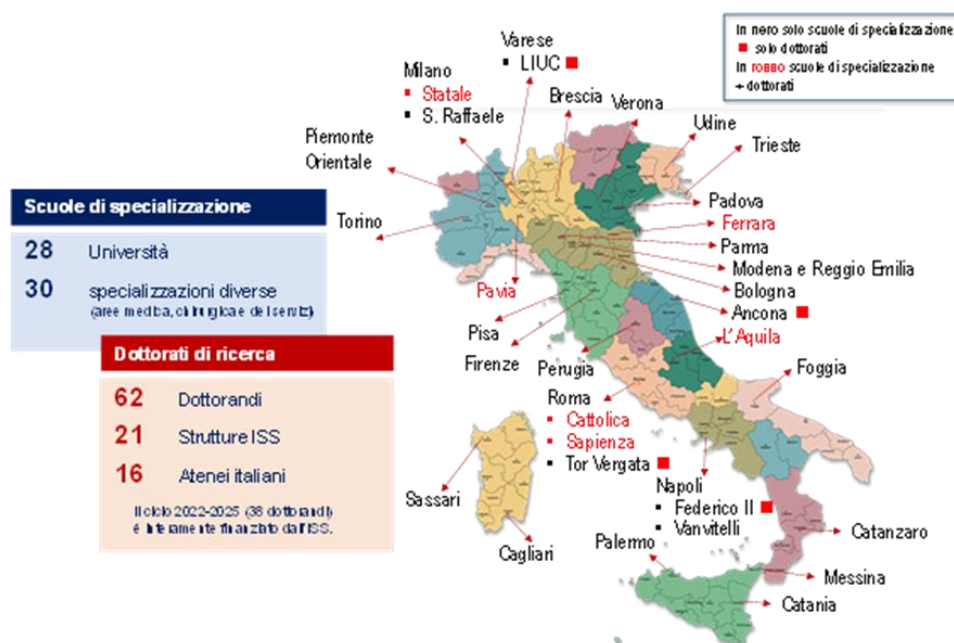 In nero solo scuole di specializzazione
solo dottorati
In rosso scuole di specializzazione
+ dottorati
Varese
LIUC
Milano
Statale
S. Raffaele
Brescia
Verona
Udine
Trieste
Piemonte
Orientale
Torino
Padova
Ferrara
Parma
Modena e Reggio Emilia
Bologna
Ancona
L'Aquila
Pavia
Pisa
Firenze
Perugia
Foggia
Roma
Cattolica
Sapienza
Tor Vergata
Napoli
Federico II
Vanvitelli
Sassari
Cagliari
Palermo
Catanzaro
Messina
Catania
Scuole di specializzazione
28 Università
30 specializzazioni diverse
(aree medica, chirurgica e dei servizi)
Dottorati di ricerca
62 Dottorandi
21 Strutture ISS
16 Atenei italiani
Il ciclo 2022-2025 (38 dottorandi)
è interamente finanziato dall'ISS.